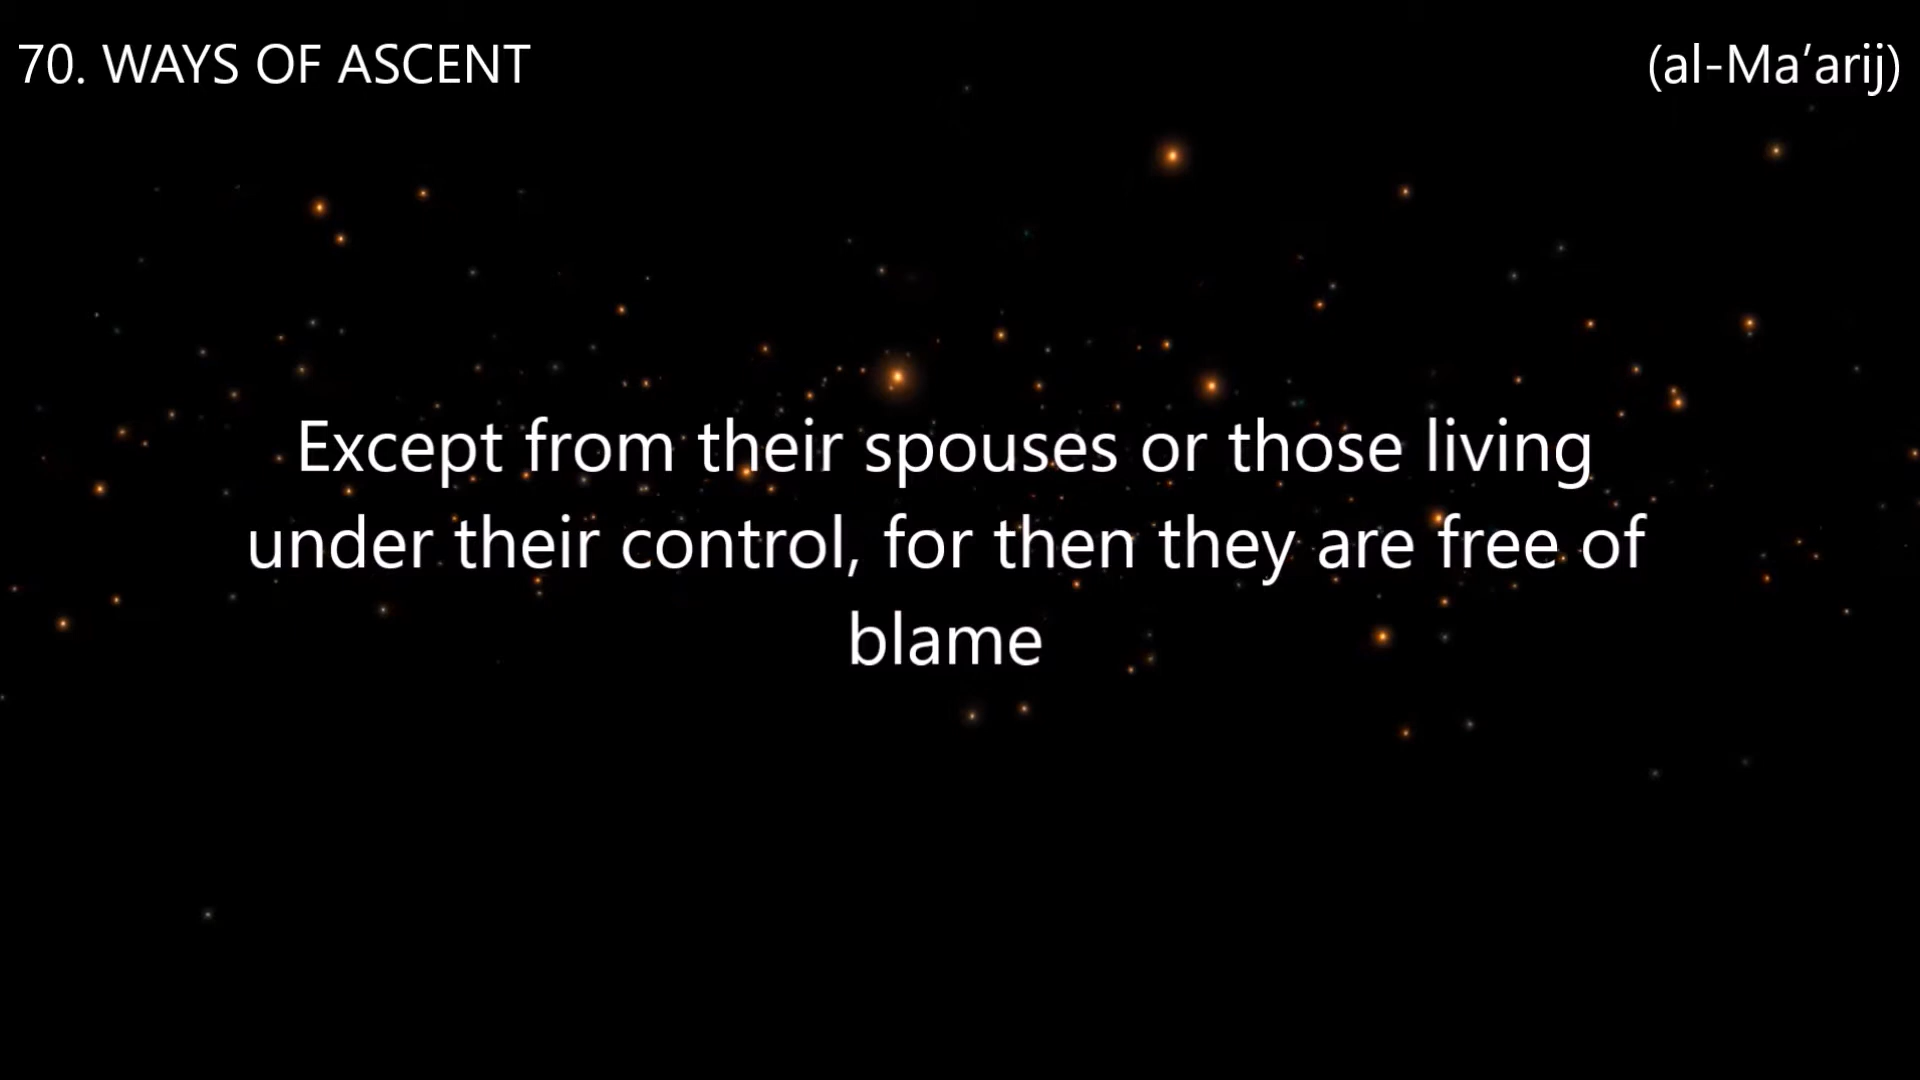 70. WAYS OF ASCENT
(al-Ma’arij)
Except from their spouses or those living
under their control, for then they are free of
blame